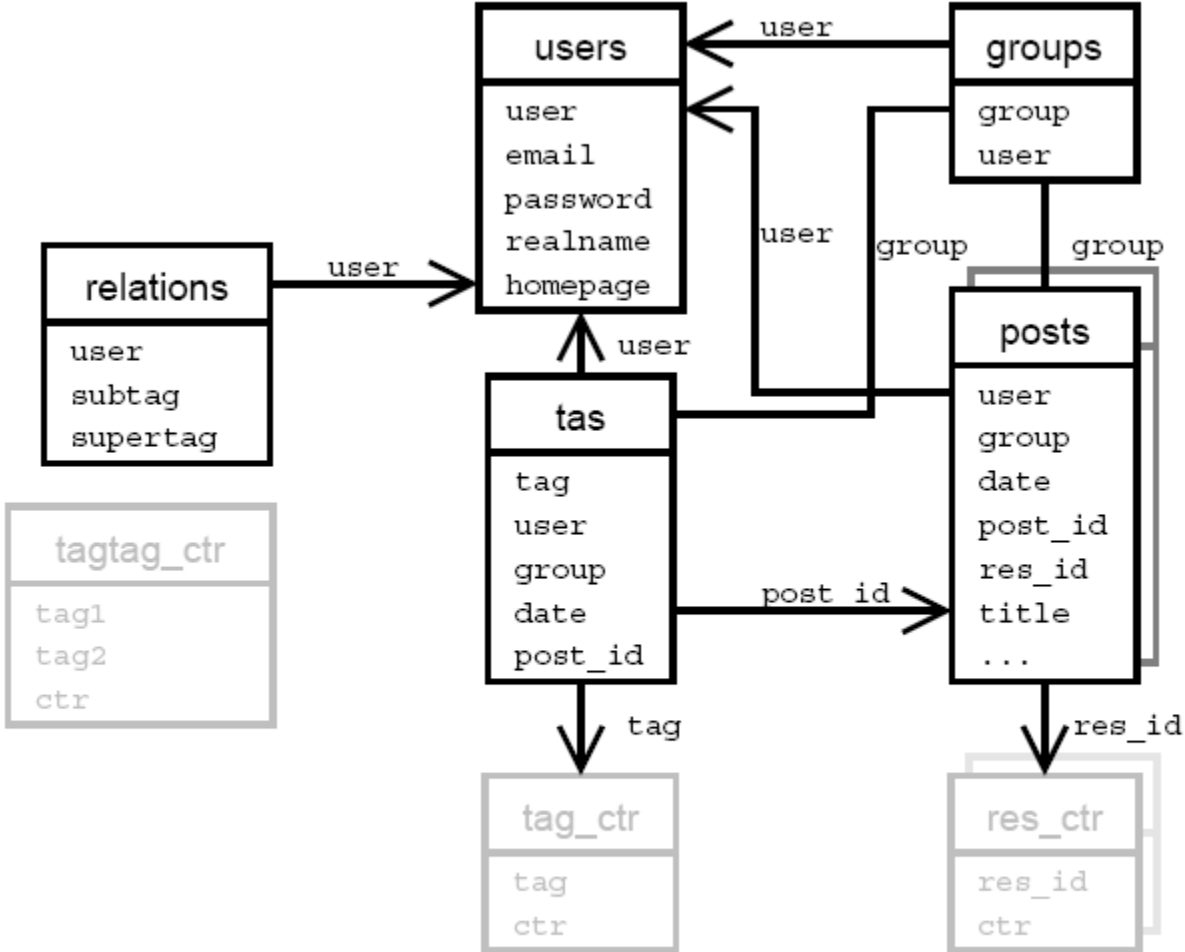 users
user
email
password
realname
homepage
user
groups
group
user
user
group
group
relations
user
subtag
supertag
user
user
tas
tag
user
group
date
post_id
posts
user
group
date
post_id
res_id
title
...
post_id
tagtag_ctr
tag1
tag2
ctr
tag
res_id
tag_ctr
tag
ctr
res_ctr
res_id
ctr